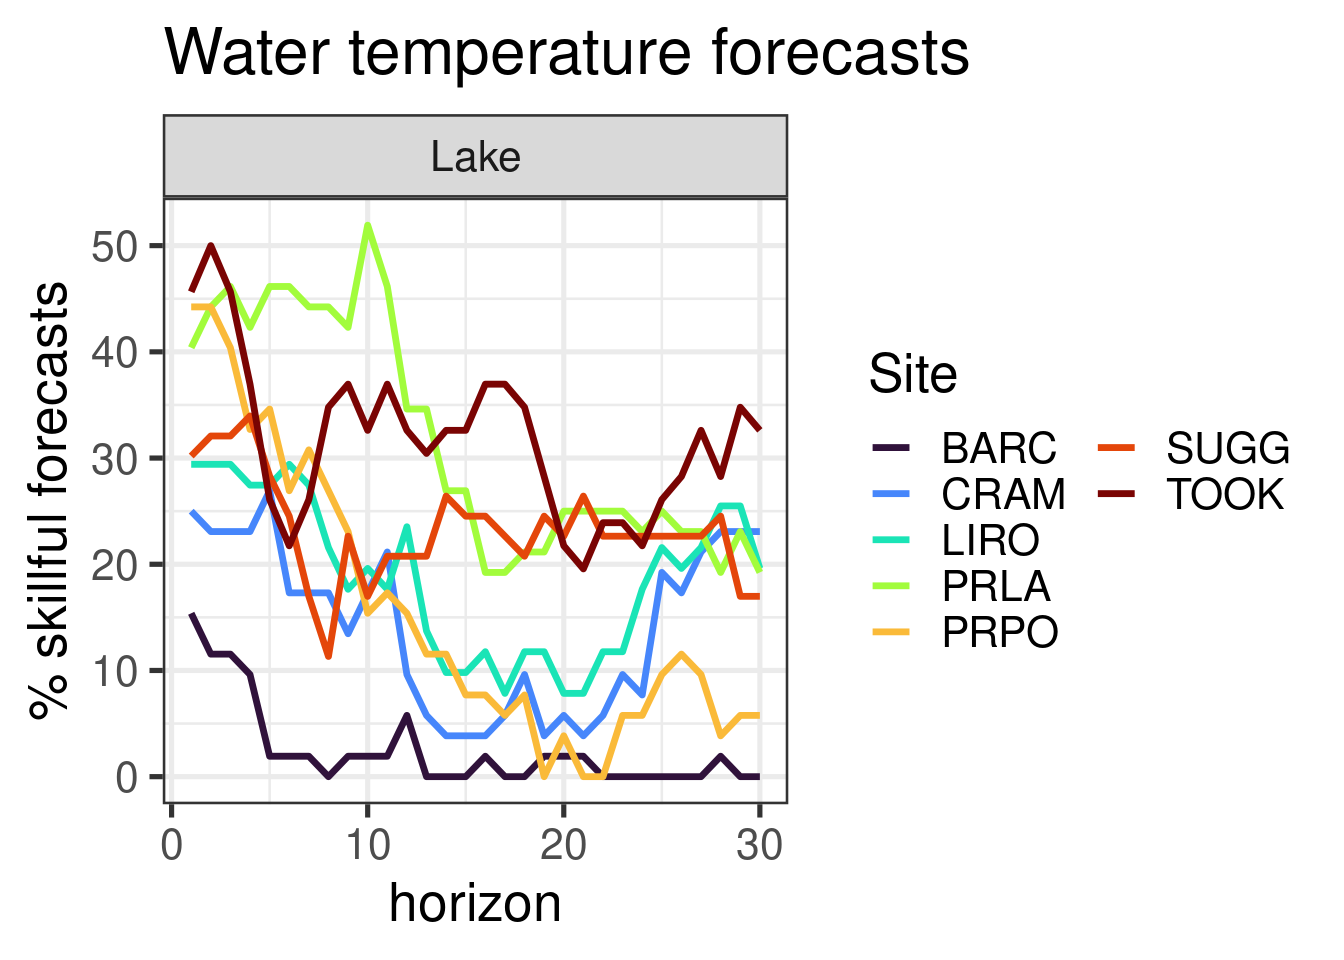 Water temperature forecasts
Lake
% skillful forecasts
50
40
30
20
10
0
0 10 20 30
horizon
Site
BARC
CRAM
LIRO
PRLA
PRPO
SUGG
TOOK